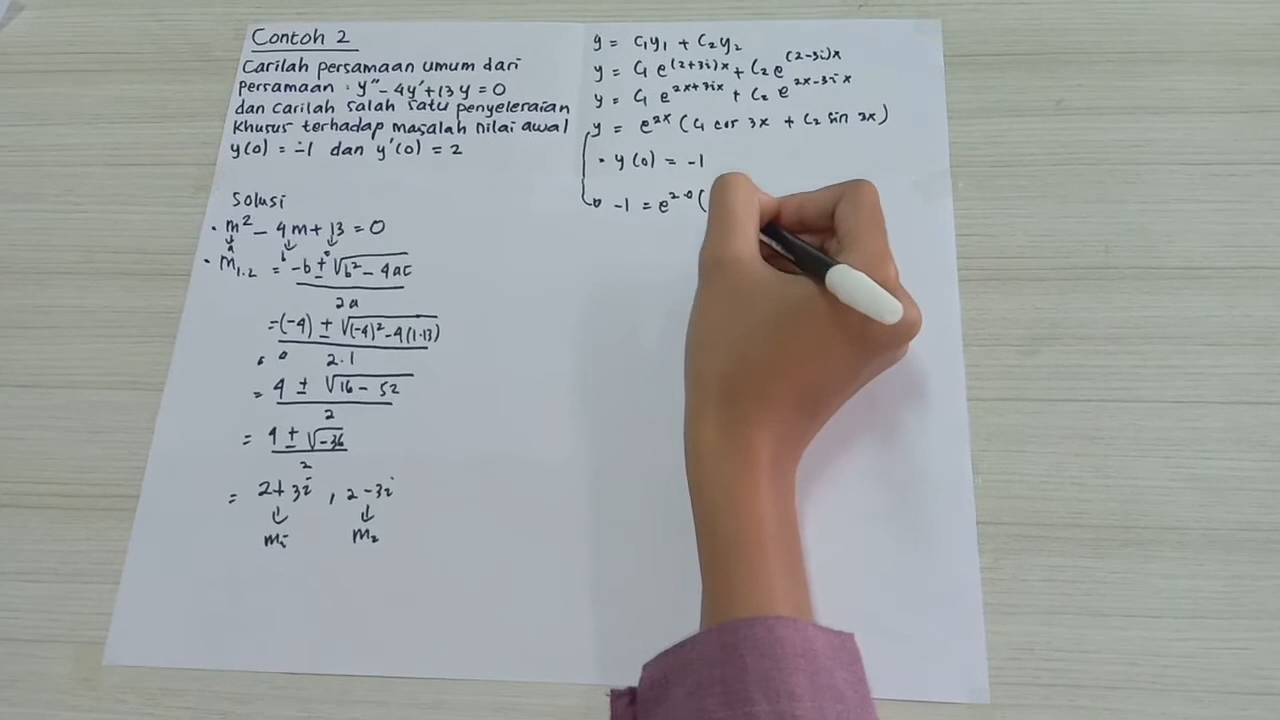 Contoh 2
Carilah persamaan umum dari
persamaan : y″ - 4y' + 13y = 0
dan carilah salah satu penyeleraian
khusus terhadap masalah nilai awal
y(0) = -1 dan y'(0) = 2
Solusi
• m² - 4m + 13 = 0
a b c
• m1.2 = -b ± √b² - 4ac
2a
= (-4) ± √(-4)² - 4(1·13)
2·1
= 4 ± √16 - 52
2
= 4 ± √-36
2
= 2+3i , 2-3i
m1 m2
y = C1y1 + C2y2
y = C1 e^(2+3i)x + C2 e^(2-3i)x
y = C1 e^2x+3ix + C2 e^2x-3ix
y = e^2x (C1 cos 3x + C2 sin 3x)
• y(0) = -1
-1 = e^2·0 (